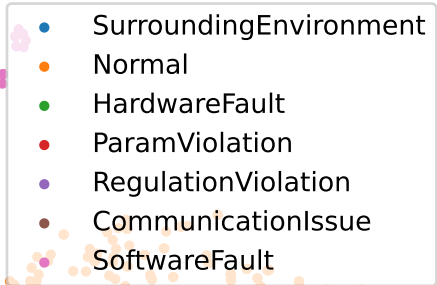 SurroundingEnvironment
Normal
HardwareFault
ParamViolation
RegulationViolation
CommunicationIssue
SoftwareFault